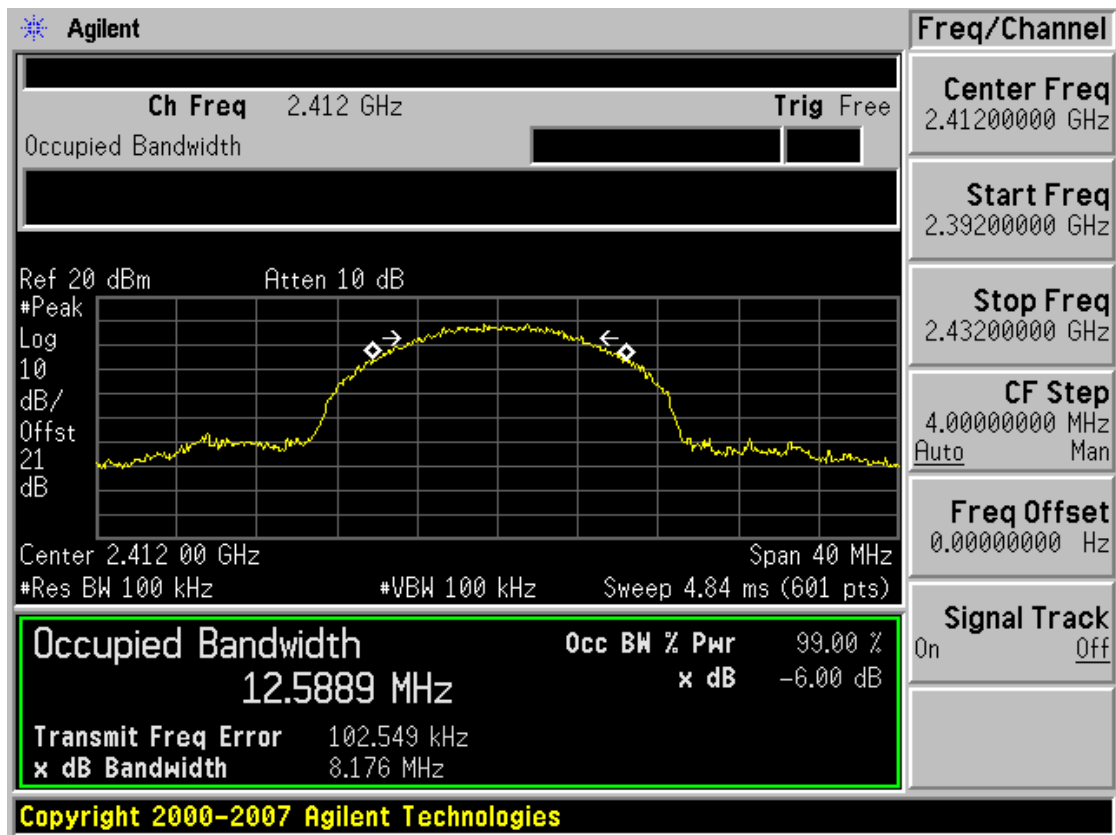 Agilent
Freq/Channel
Ch Freq 2.412 GHz Trig Free
Occupied Bandwidth
Center Freq
2.41200000 GHz
Start Freq
2.39200000 GHz
Stop Freq
2.43200000 GHz
CF Step
4.00000000 MHz
Auto Man
Freq Offset
0.00000000 Hz
Signal Track
On Off
Ref 20 dBm Atten 10 dB
#Peak
Log
10
dB/
Offst
21
dB
Center 2.412 00 GHz Span 40 MHz
#Res BW 100 kHz #VBW 100 kHz Sweep 4.84 ms (601 pts)
Occupied Bandwidth Occ BW % Pwr 99.00 %
12.5889 MHz x dB -6.00 dB
Transmit Freq Error 102.549 kHz
x dB Bandwidth 8.176 MHz
Copyright 2000-2007 Agilent Technologies